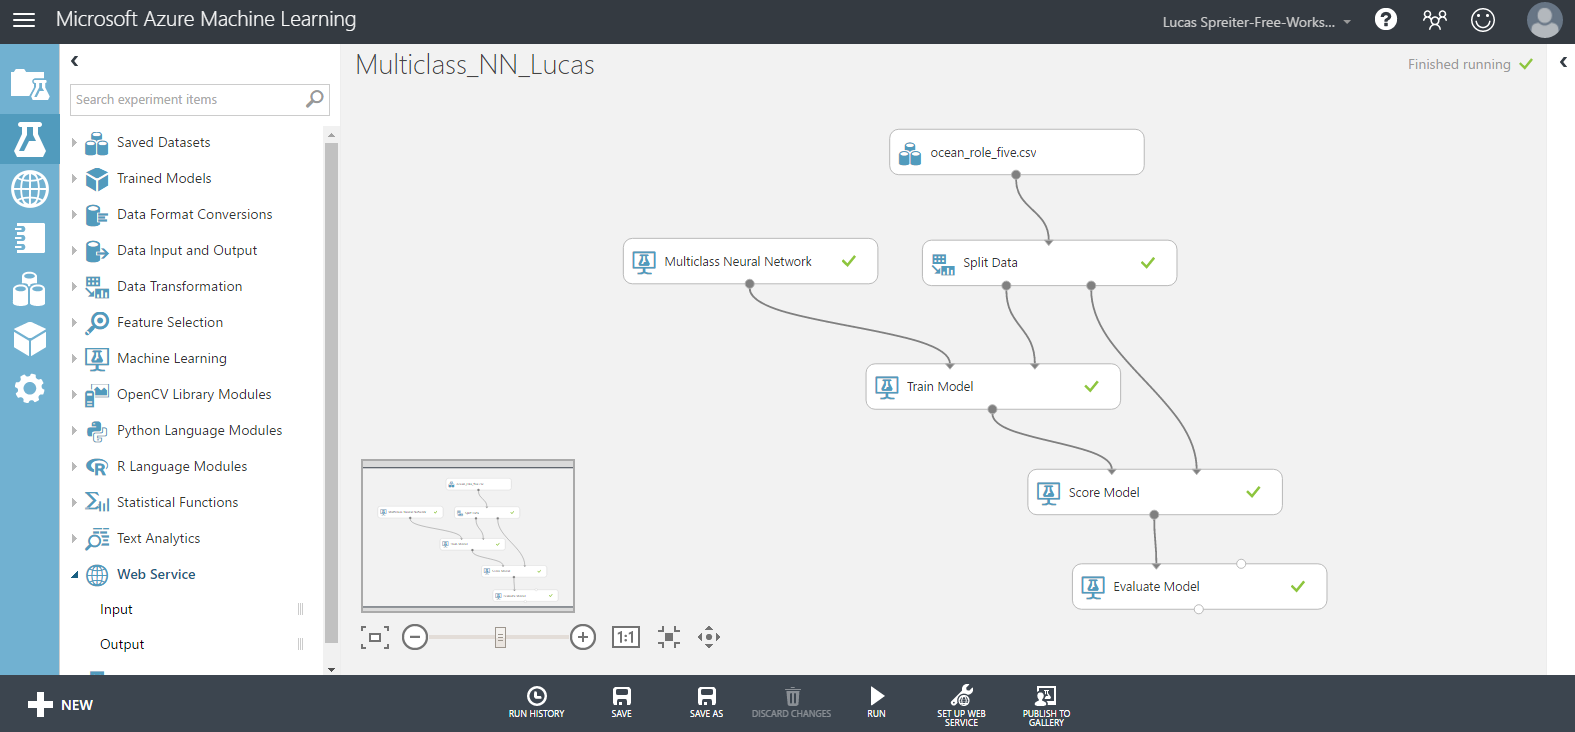 Microsoft Azure Machine Learning
Lucas Spreiter-Free-Works...
?
Multiclass_NN_Lucas
Finished running
Search experiment items
Saved Datasets
Trained Models
Data Format Conversions
Data Input and Output
Data Transformation
Feature Selection
Machine Learning
OpenCV Library Modules
Python Language Modules
R Language Modules
Statistical Functions
Text Analytics
Web Service
Input
Output
ocean_role_five.csv
Multiclass Neural Network
Split Data
Train Model
Score Model
Evaluate Model
1:1
NEW
RUN HISTORY
SAVE
SAVE AS
DISCARD CHANGES
RUN
SET UP WEB
SERVICE
PUBLISH TO
GALLERY